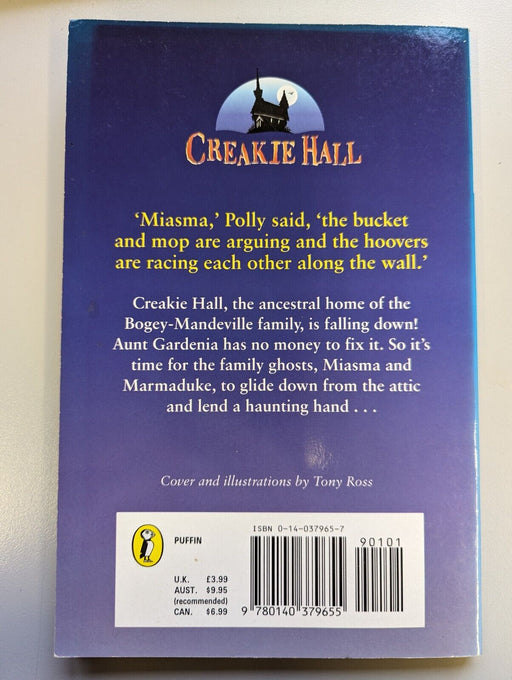 CREAKIE HALL
‘Miasma,’ Polly said, ‘the bucket
and mop are arguing and the hoovers
are racing each other along the wall.’
Creakie Hall, the ancestral home of the
Bogey-Mandeville family, is falling down!
Aunt Gardenia has no money to fix it. So it’s
time for the family ghosts, Miasma and
Marmaduke, to glide down from the attic
and lend a haunting hand . . .
Cover and illustrations by Tony Ross
PUFFIN
U.K. £3.99
AUST. $9.95
(recommended)
CAN. $6.99
ISBN 0-14-037965-7
90101
9 780140 379655